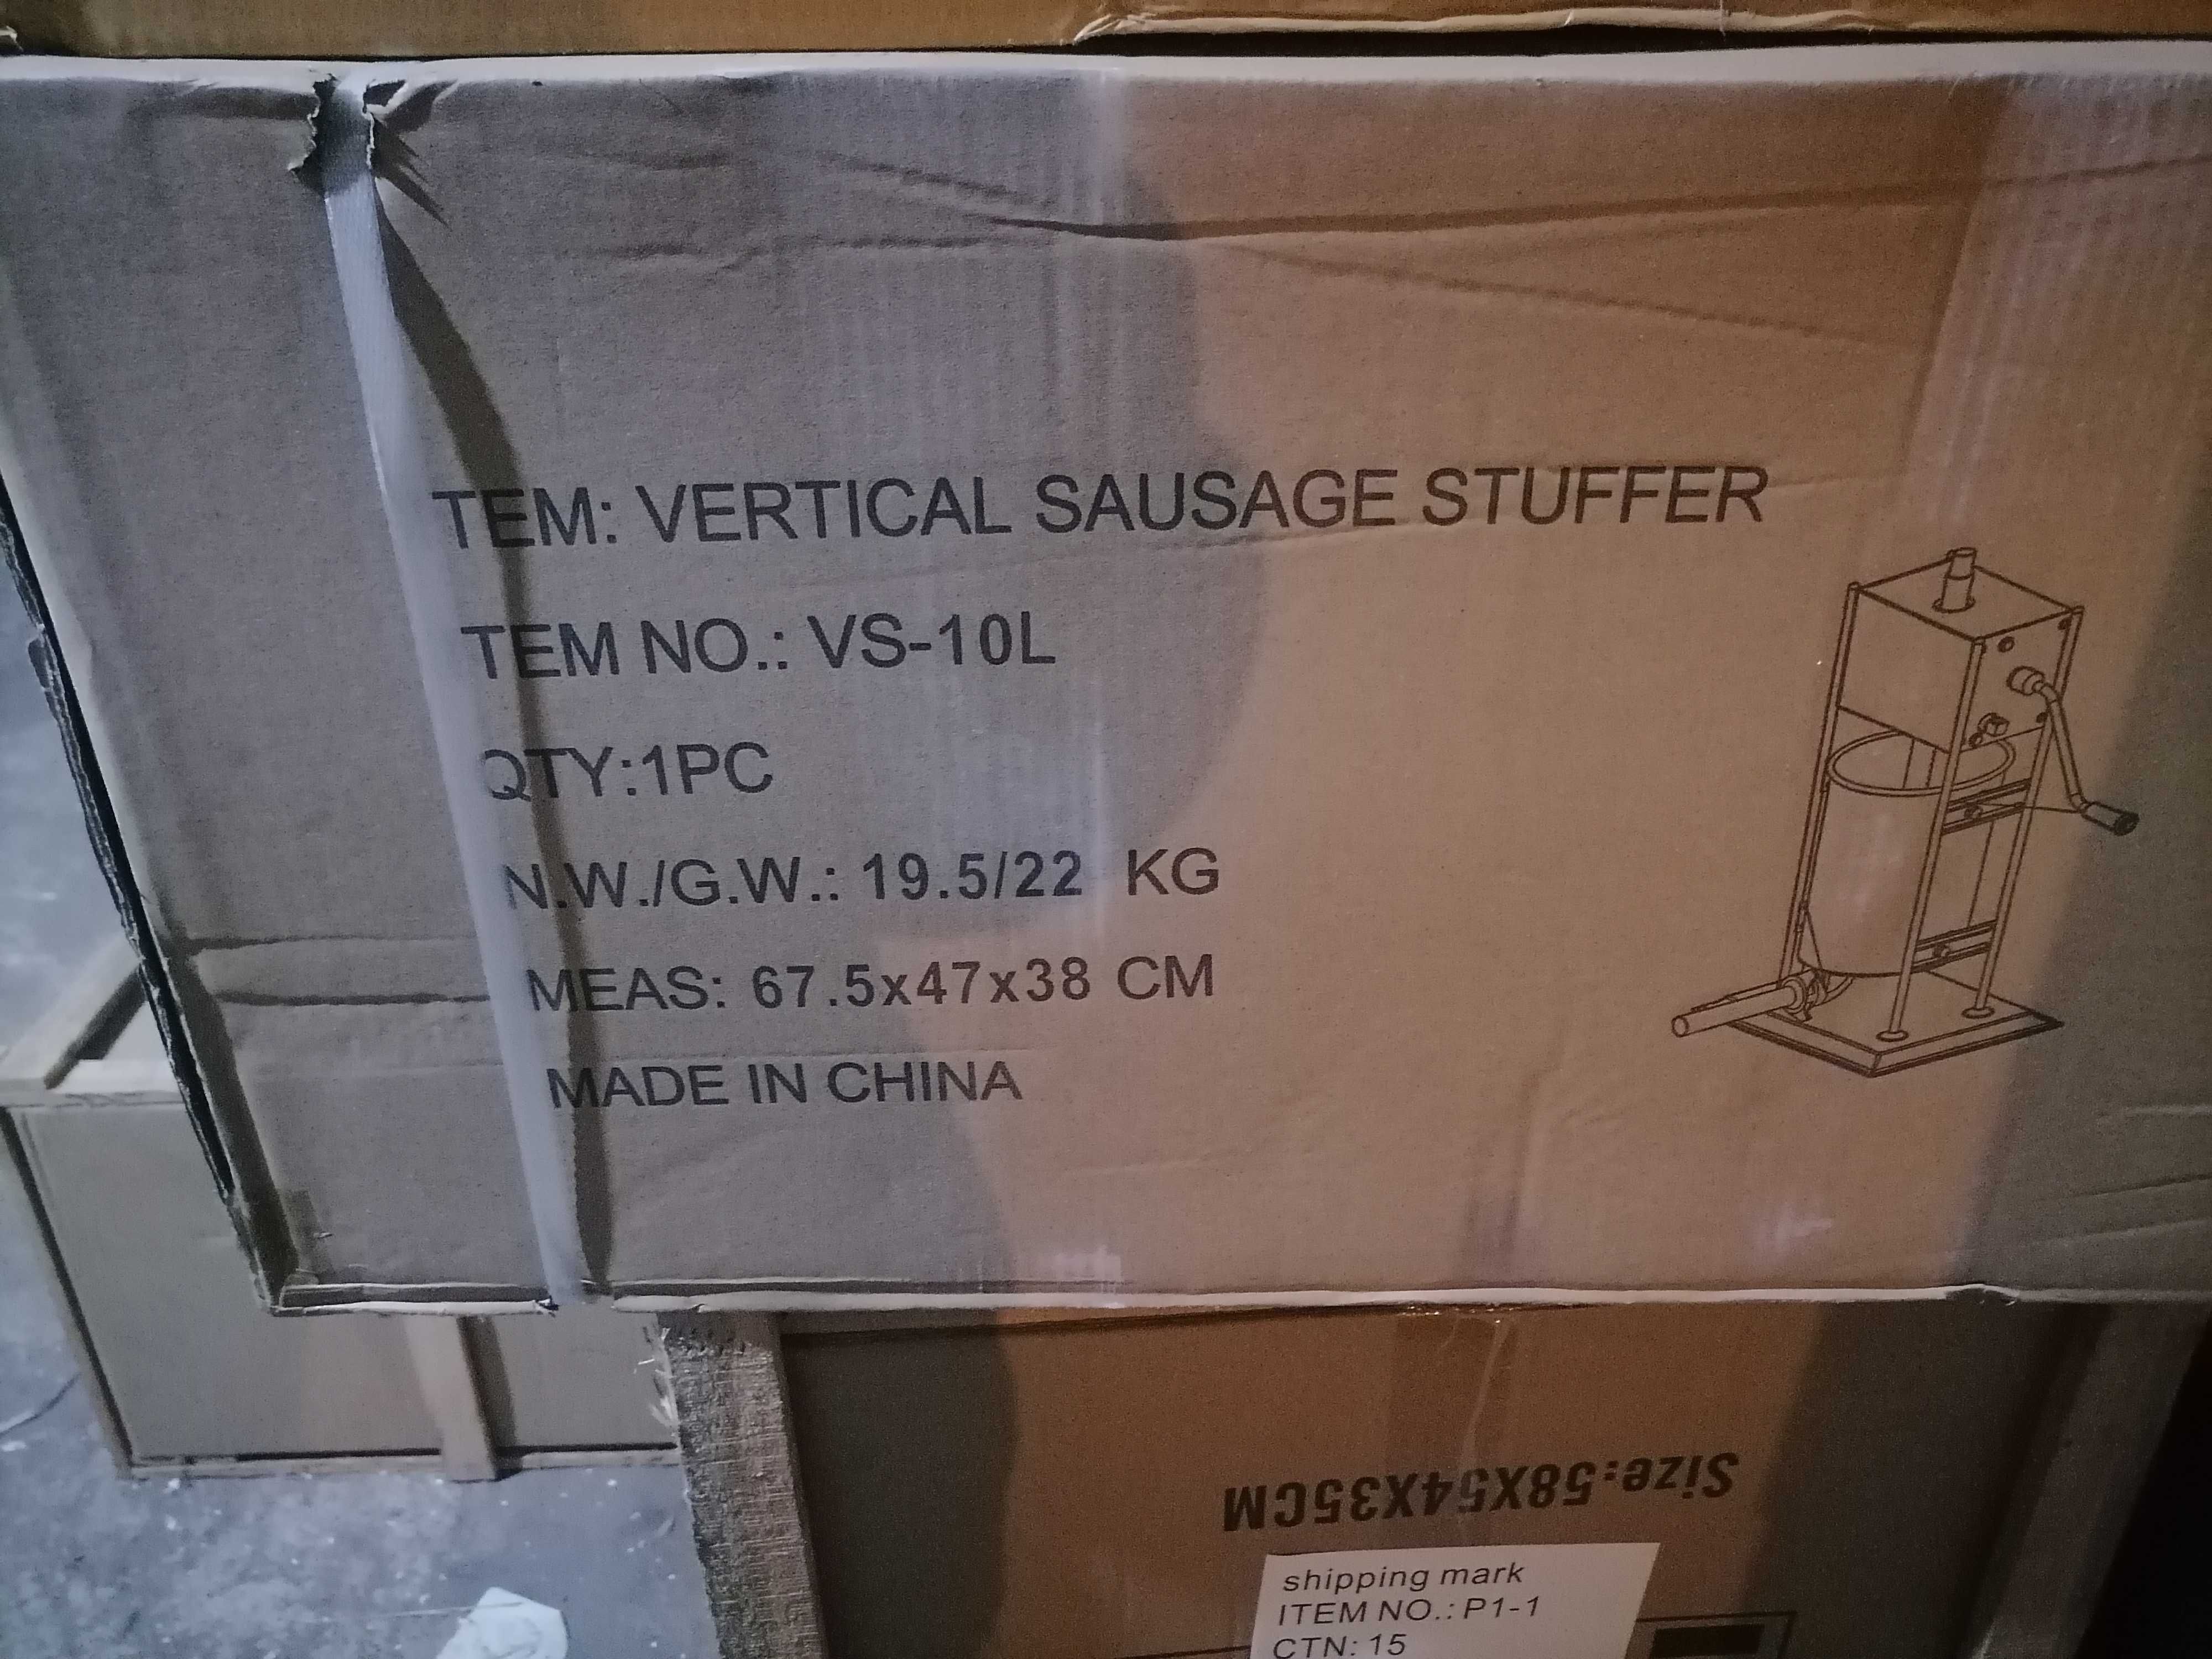 TEM: VERTICAL SAUSAGE STUFFER
TEM NO.: VS-10L
QTY:1PC
N.W./G.W.: 19.5/22 KG
MEAS: 67.5x47x38 CM
MADE IN CHINA
Size:58X54X35CM
shipping mark
ITEM NO.: P1-1
CTN: 15